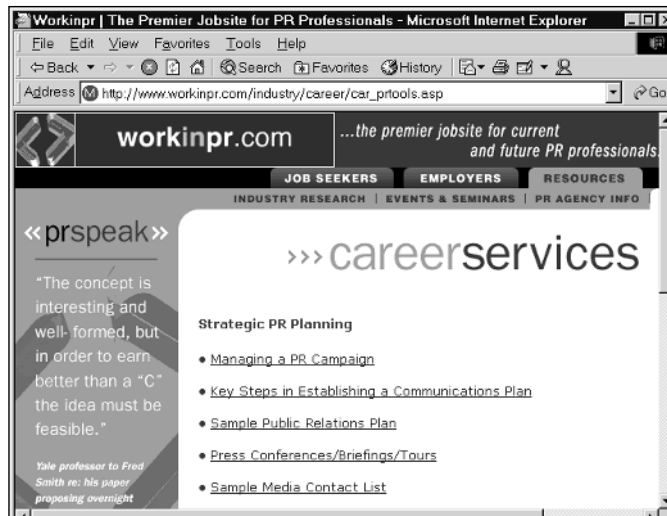 Workinpr | The Premier Jobsite for PR Professionals - Microsoft Internet Explorer
File Edit View Favorites Tools Help
Back Search Favorites History
Address http://www.workinpr.com/industry/career/car_prtools.asp Go
workinpr.com
...the premier jobsite for current
and future PR professionals.
JOB SEEKERS EMPLOYERS RESOURCES
INDUSTRY RESEARCH | EVENTS & SEMINARS | PR AGENCY INFO |
«prspeak»
“The concept is
interesting and
well- formed, but
in order to earn
better than a “C”
the idea must be
feasible.”
Yale professor to Fred
Smith re: his paper
proposing overnight
››› careerservices
Strategic PR Planning
• Managing a PR Campaign
• Key Steps in Establishing a Communications Plan
• Sample Public Relations Plan
• Press Conferences/Briefings/Tours
• Sample Media Contact List